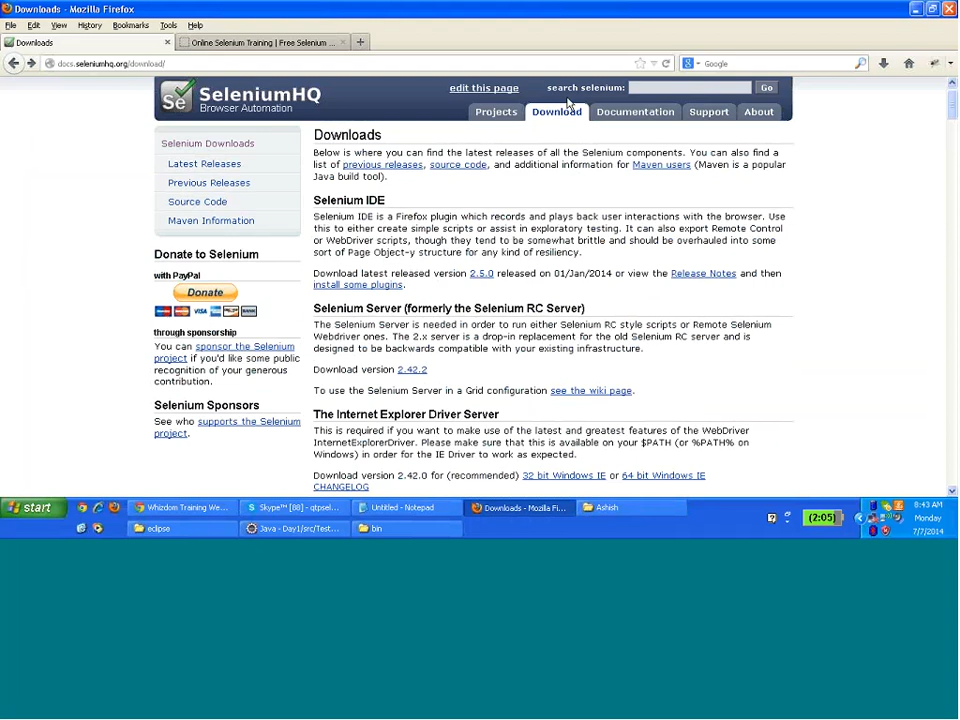 Downloads - Mozilla Firefox
File Edit View History Bookmarks Tools Help
Downloads
Online Selenium Training | Free Selenium ...
docs.seleniumhq.org/download/
Google
Se
SeleniumHQ
Browser Automation
edit this page
search selenium:
Go
Projects Download Documentation Support About
Selenium Downloads
Latest Releases
Previous Releases
Source Code
Maven Information
Donate to Selenium
with PayPal
Donate
VISA
through sponsorship
You can sponsor the Selenium
project if you'd like some public
recognition of your generous
contribution.
Selenium Sponsors
See who supports the Selenium
project.
Downloads
Below is where you can find the latest releases of all the Selenium components. You can also find a
list of previous releases, source code, and additional information for Maven users (Maven is a popular
Java build tool).
Selenium IDE
Selenium IDE is a Firefox plugin which records and plays back user interactions with the browser. Use
this to either create simple scripts or assist in exploratory testing. It can also export Remote Control
or WebDriver scripts, though they tend to be somewhat brittle and should be overhauled into some
sort of Page Object-y structure for any kind of resiliency.
Download latest released version 2.5.0 released on 01/Jan/2014 or view the Release Notes and then
install some plugins.
Selenium Server (formerly the Selenium RC Server)
The Selenium Server is needed in order to run either Selenium RC style scripts or Remote Selenium
Webdriver ones. The 2.x server is a drop-in replacement for the old Selenium RC server and is
designed to be backwards compatible with your existing infrastructure.
Download version 2.42.2
To use the Selenium Server in a Grid configuration see the wiki page.
The Internet Explorer Driver Server
This is required if you want to make use of the latest and greatest features of the WebDriver
InternetExplorerDriver. Please make sure that this is available on your $PATH (or %PATH% on
Windows) in order for the IE Driver to work as expected.
Download version 2.42.0 for (recommended) 32 bit Windows IE or 64 bit Windows IE
CHANGELOG
start
Whizdom Training We...
Skype™ [88] - qtpsel...
Untitled - Notepad
Downloads - Mozilla Fi...
Ashish
eclipse
Java - Day1/src/Test...
bin
(2:05)
8:43 AM
Monday
7/7/2014